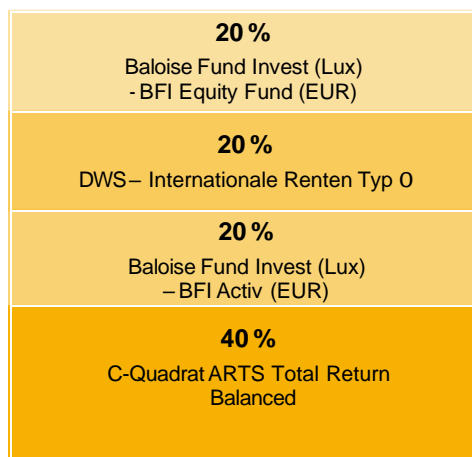 20 %
Baloise Fund Invest (Lux)
- BFI Equity Fund (EUR)
20 %
DWS – Internationale Renten Typ O
20 %
Baloise Fund Invest (Lux)
– BFI Activ (EUR)
40 %
C-Quadrat ARTS Total Return
Balanced